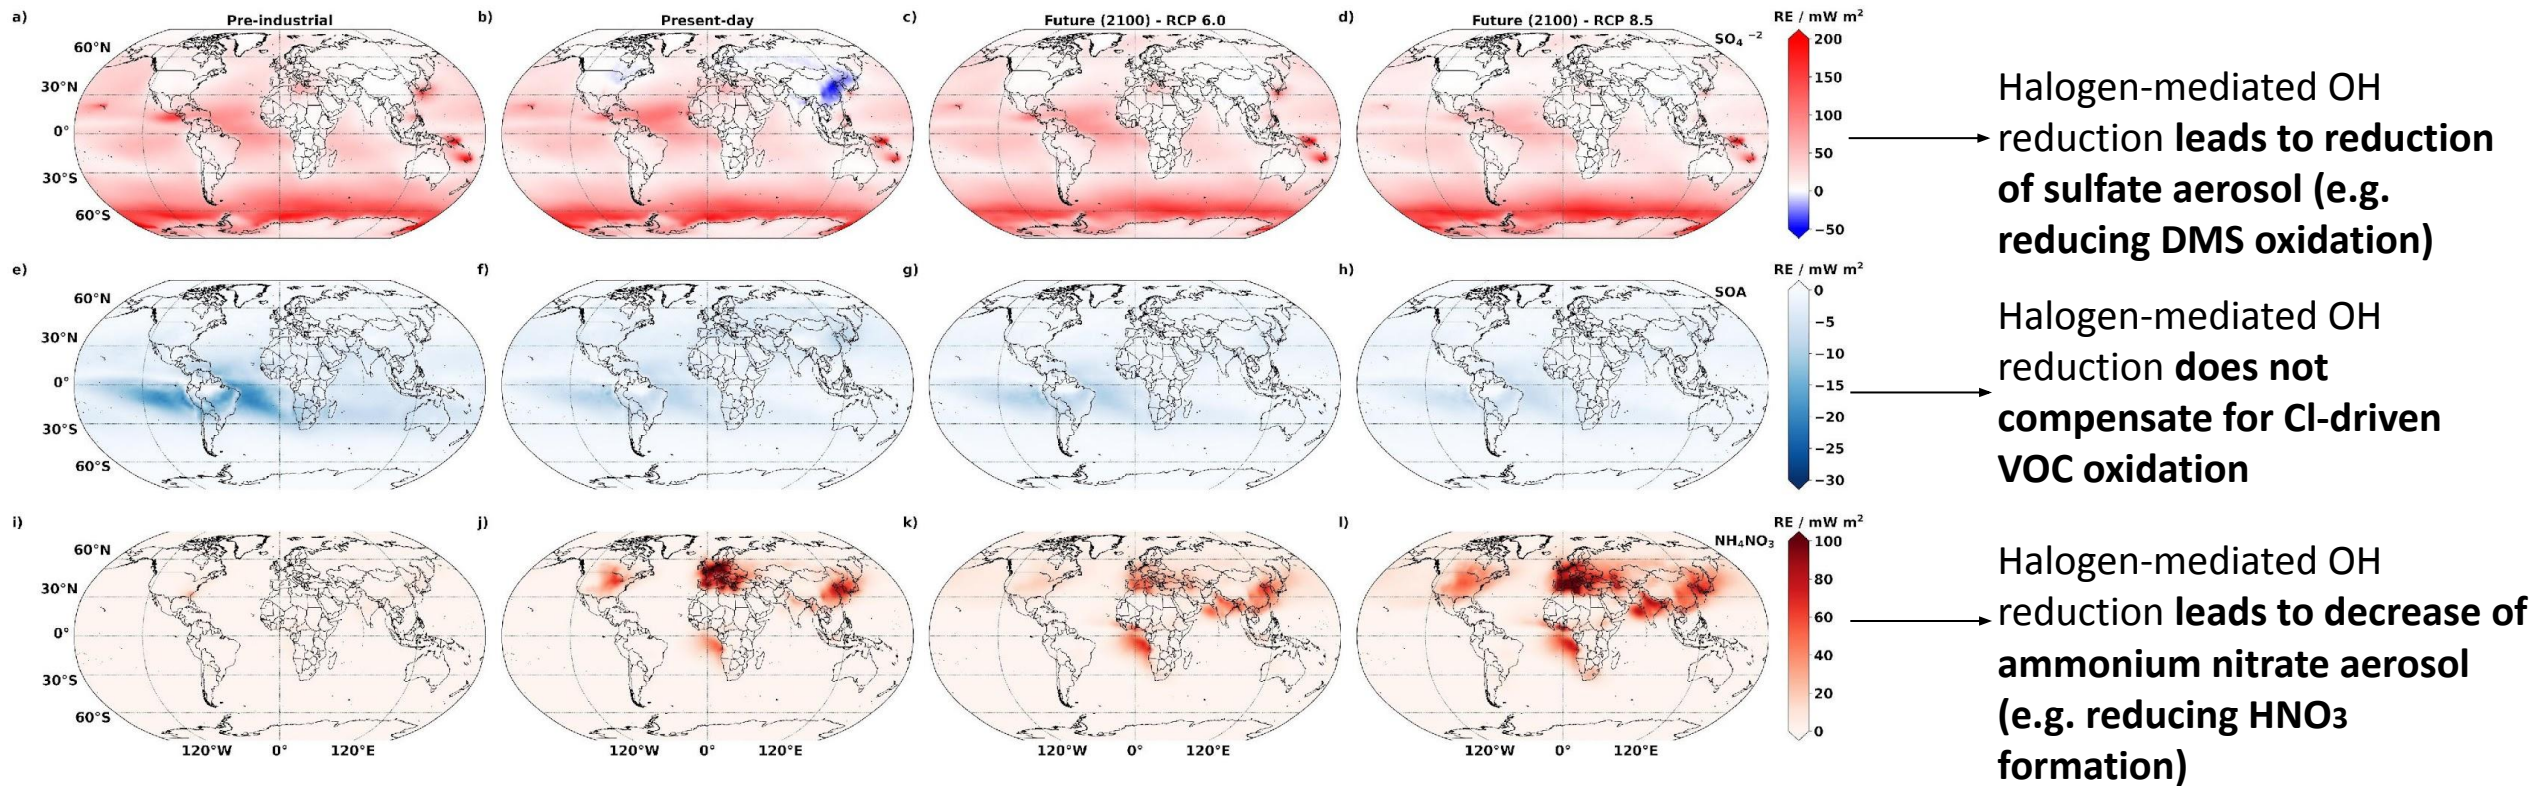 a) Pre-industrial b) Present-day c) Future (2100) - RCP 6.0 d) Future (2100) - RCP 8.5 RE / mW m²
SO₄ ⁻²
60°N
30°N
0°
30°S
60°S
200
150
100
50
0
−50
Halogen-mediated OH
reduction leads to reduction
of sulfate aerosol (e.g.
reducing DMS oxidation)
e) f) g) h) RE / mW m²
SOA
60°N
30°N
0°
30°S
60°S
0
−5
−10
−15
−20
−25
−30
Halogen-mediated OH
reduction does not
compensate for Cl-driven
VOC oxidation
i) j) k) l) RE / mW m²
NH₄NO₃
60°N
30°N
0°
30°S
60°S
100
80
60
40
20
0
120°W 0° 120°E 120°W 0° 120°E 120°W 0° 120°E 120°W 0° 120°E
Halogen-mediated OH
reduction leads to decrease of
ammonium nitrate aerosol
(e.g. reducing HNO₃
formation)